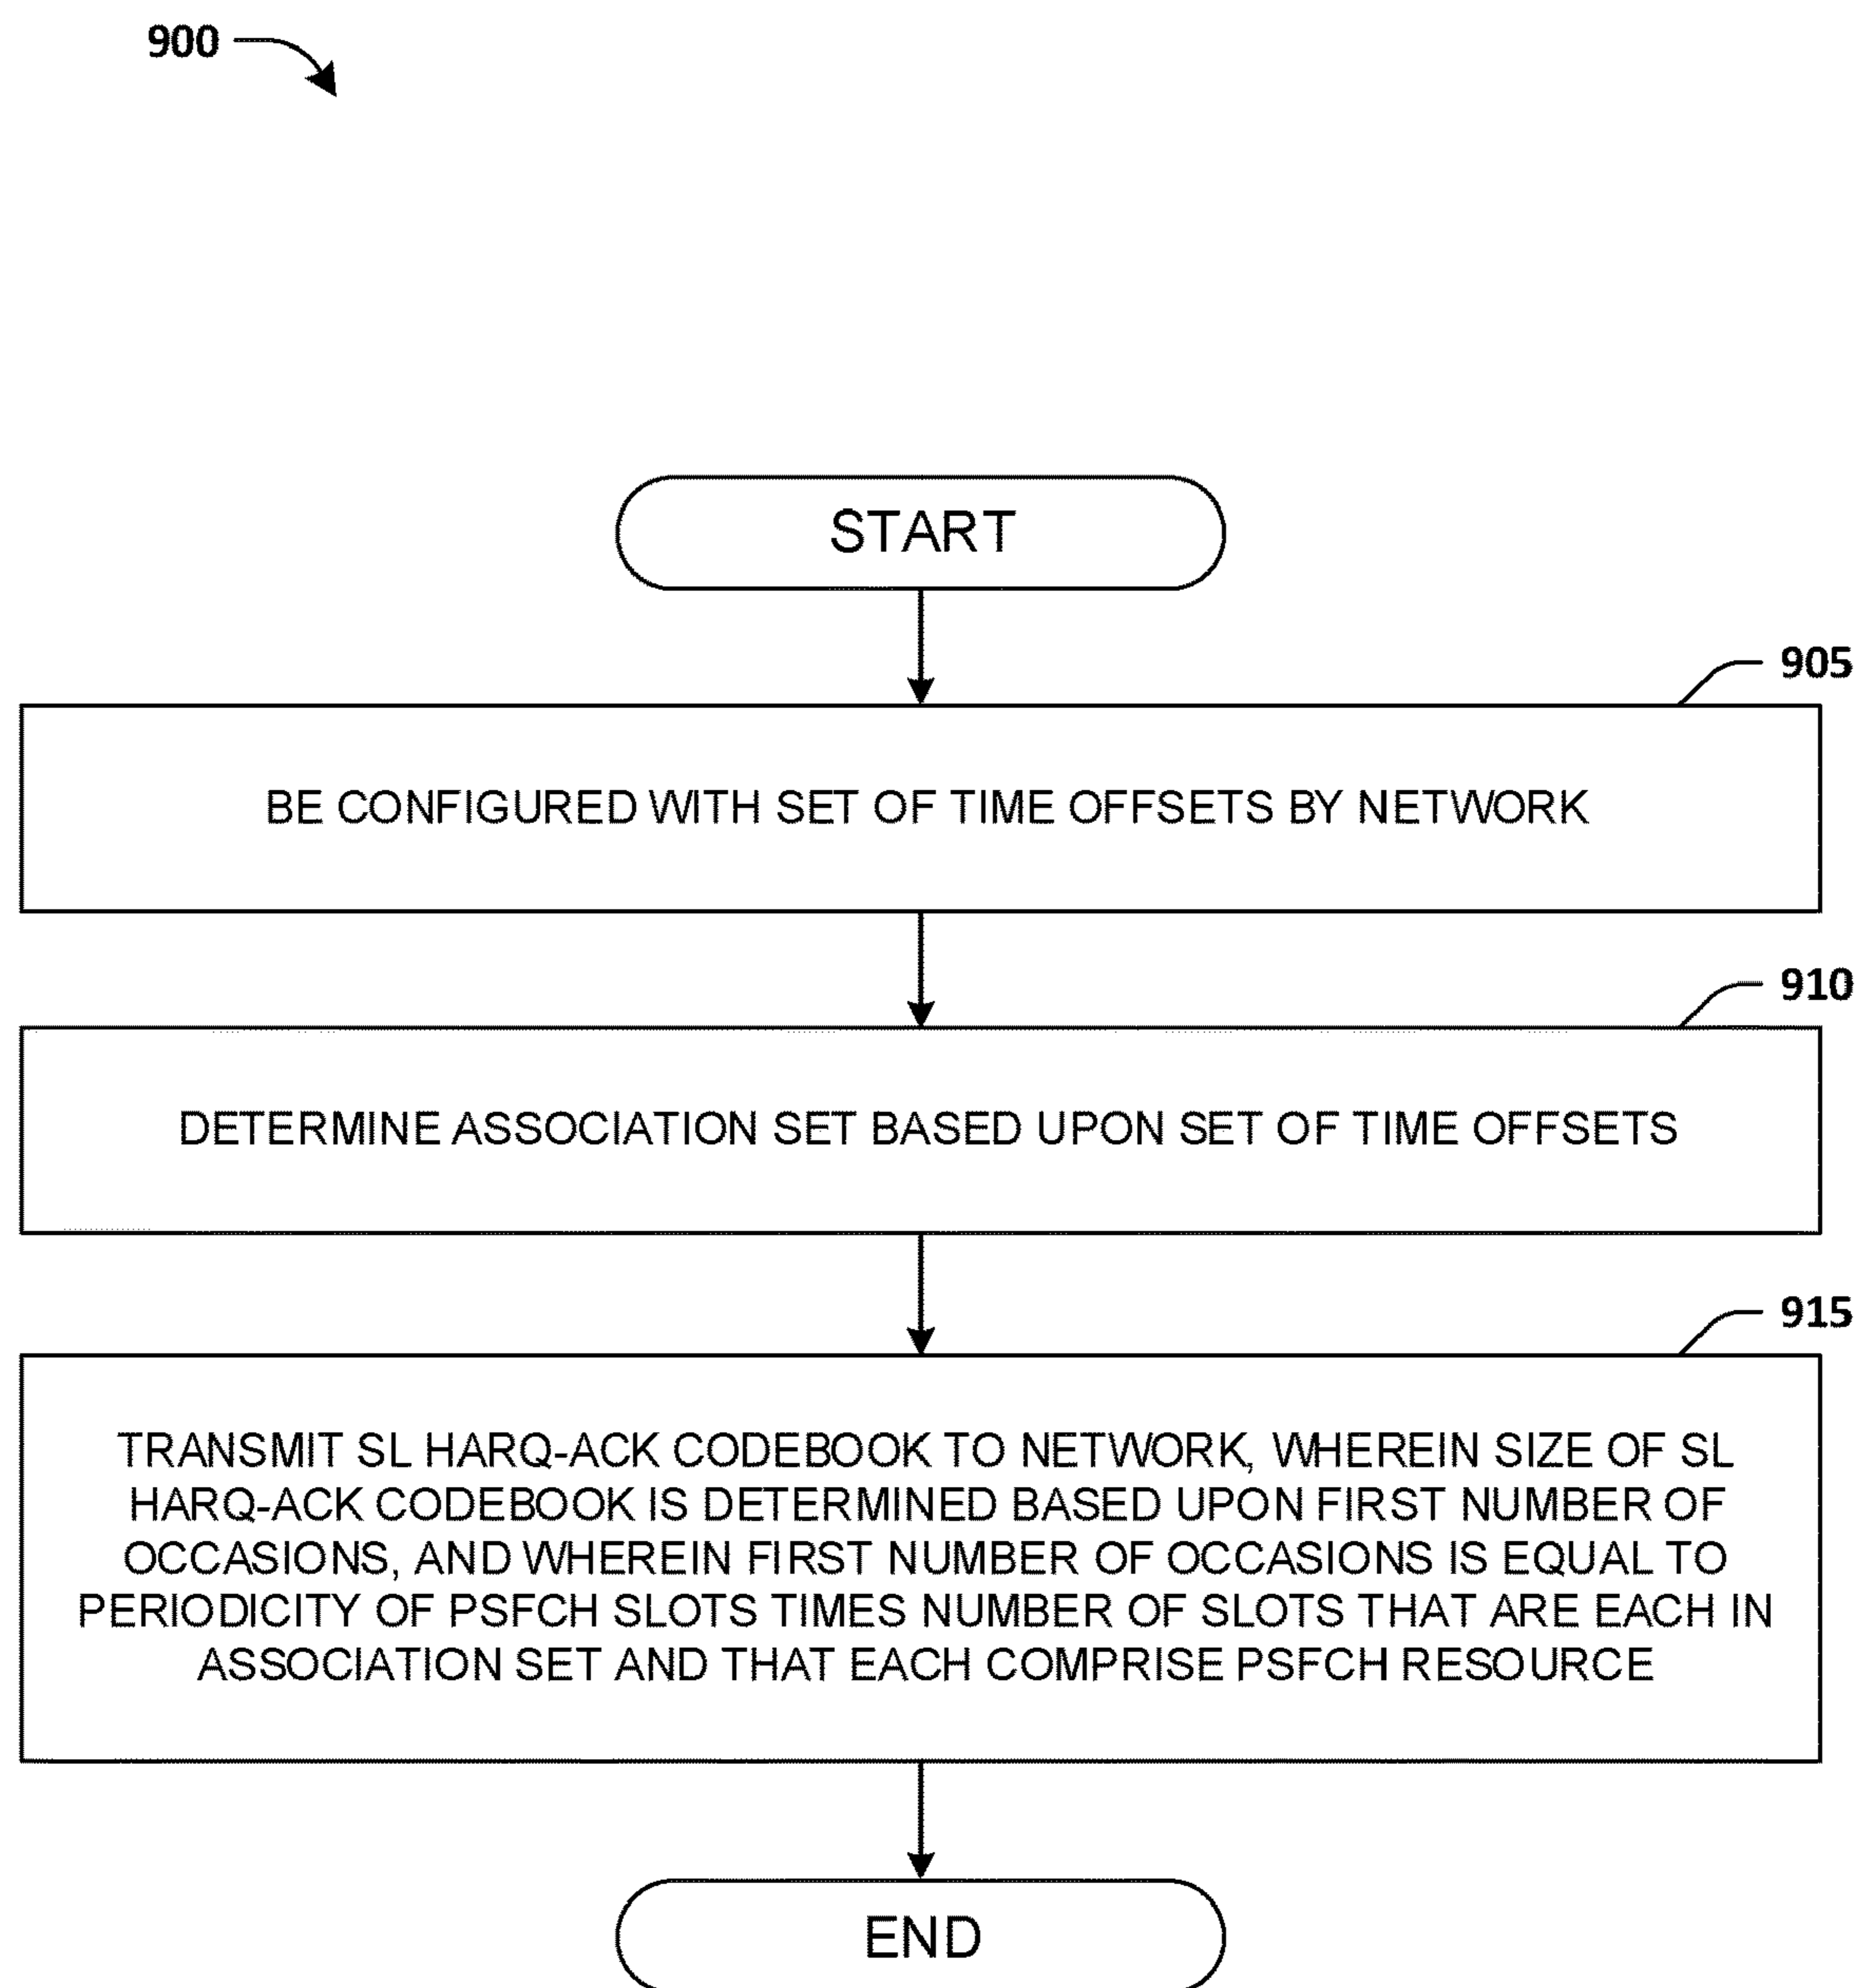 900
START
905
BE CONFIGURED WITH SET OF TIME OFFSETS BY NETWORK
910
DETERMINE ASSOCIATION SET BASED UPON SET OF TIME OFFSETS
915
TRANSMIT SL HARQ-ACK CODEBOOK TO NETWORK, WHEREIN SIZE OF SL
HARQ-ACK CODEBOOK IS DETERMINED BASED UPON FIRST NUMBER OF
OCCASIONS, AND WHEREIN FIRST NUMBER OF OCCASIONS IS EQUAL TO
PERIODICITY OF PSFCH SLOTS TIMES NUMBER OF SLOTS THAT ARE EACH IN
ASSOCIATION SET AND THAT EACH COMPRISE PSFCH RESOURCE
END